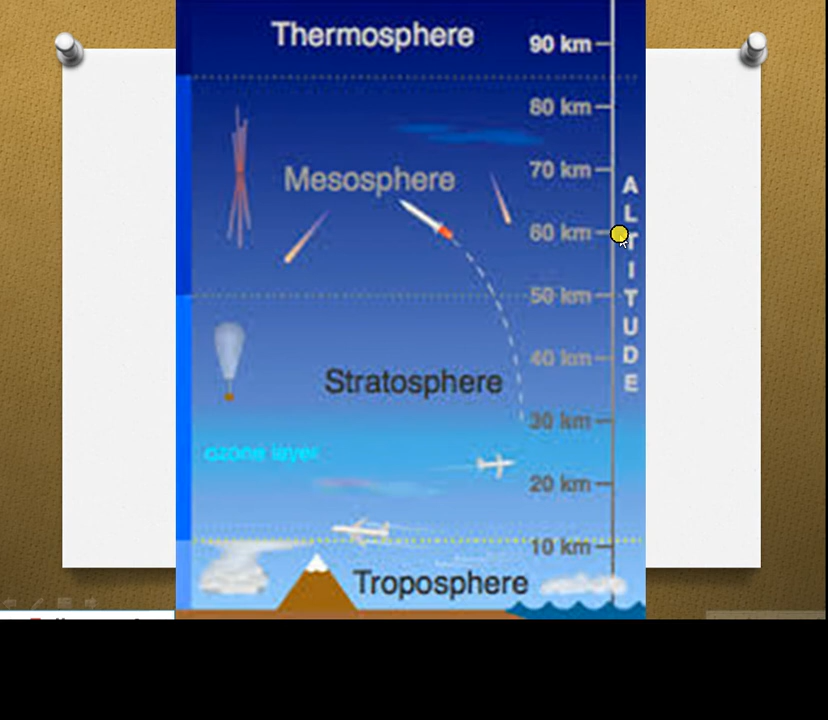 Thermosphere
90 km
80 km
Mesosphere
70 km
60 km
50 km
40 km
Stratosphere
30 km
ozone layer
20 km
10 km
Troposphere
ALTITUDE